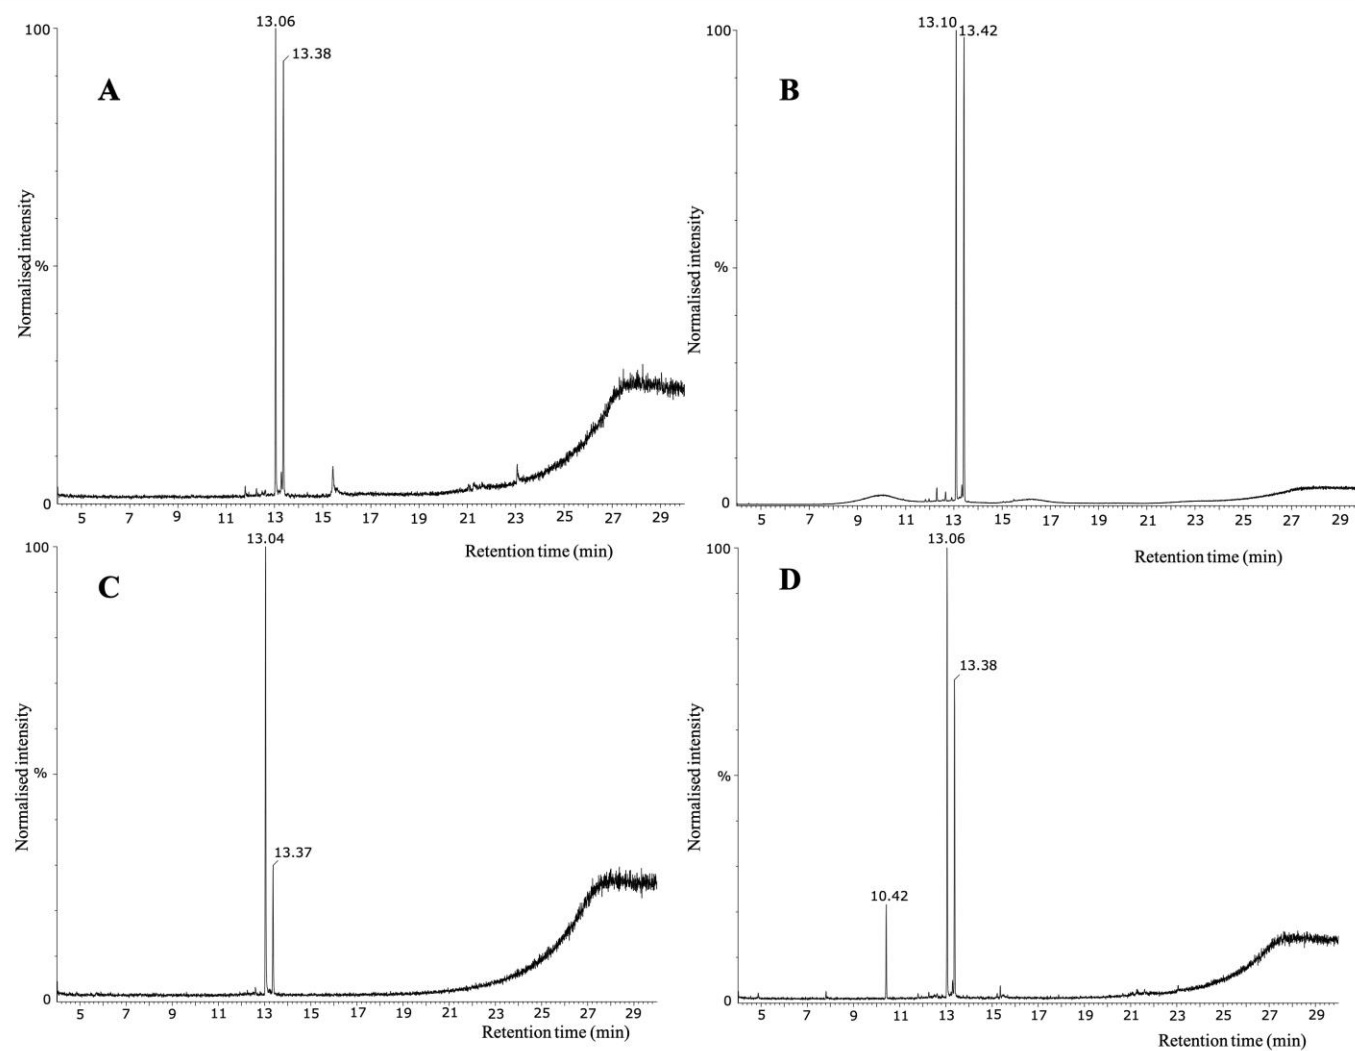 13.06
100
13.38
A
Normalised intensity
%
0
5 7 9 11 13 15 17 19 21 23 25 27 29
Retention time (min)
13.10
13.42
100
B
Normalised intensity
%
0
5 7 9 11 13 15 17 19 21 23 25 27 29
Retention time (min)
13.04
100
C
13.37
Normalised intensity
%
0
5 7 9 11 13 15 17 19 21 23 25 27 29
Retention time (min)
13.06
100
D
13.38
10.42
Normalised intensity
%
0
5 7 9 11 13 15 17 19 21 23 25 27 29
Retention time (min)